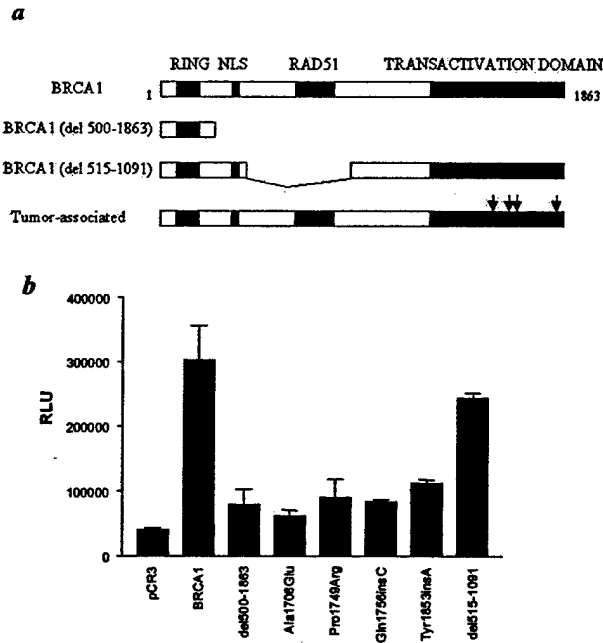 a
RING NLS RAD51 TRANSACTIVATION DOMAIN
BRCA1 1 1863
BRCA1 (del 500-1863)
BRCA1 (del 515-1091)
Tumor-associated
b
400000
300000
200000
100000
0
RLU
pCR3
BRCA1
del500-1863
Ala1708Glu
Pro1749Arg
Gln1756insC
Tyr1853insA
del515-1091